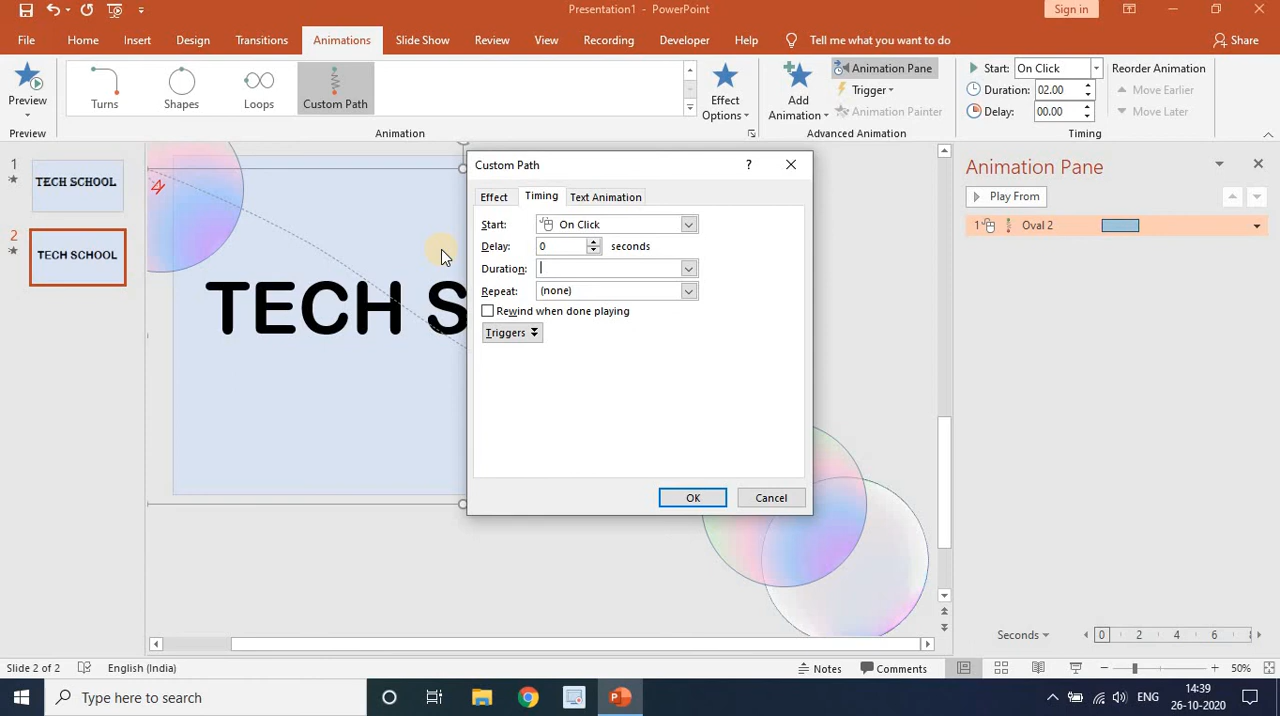 Presentation1 - PowerPoint
Sign in
File Home Insert Design Transitions Animations Slide Show Review View Recording Developer Help Tell me what you want to do Share
Preview
Turns Shapes Loops Custom Path
Effect Options
Add Animation
Animation Pane
Trigger
Animation Painter
Start: On Click
Duration: 02.00
Delay: 00.00
Reorder Animation
Move Earlier
Move Later
Preview Animation Advanced Animation Timing
1
TECH SCHOOL
2
TECH SCHOOL
TECH S
Custom Path
?
Effect Timing Text Animation
Start: On Click
Delay: 0 seconds
Duration:
Repeat: (none)
Rewind when done playing
Triggers
OK Cancel
Animation Pane
Play From
1 Oval 2
Seconds 0 2 4 6
Slide 2 of 2 English (India) Notes Comments 50%
Type here to search
ENG
14:39
26-10-2020